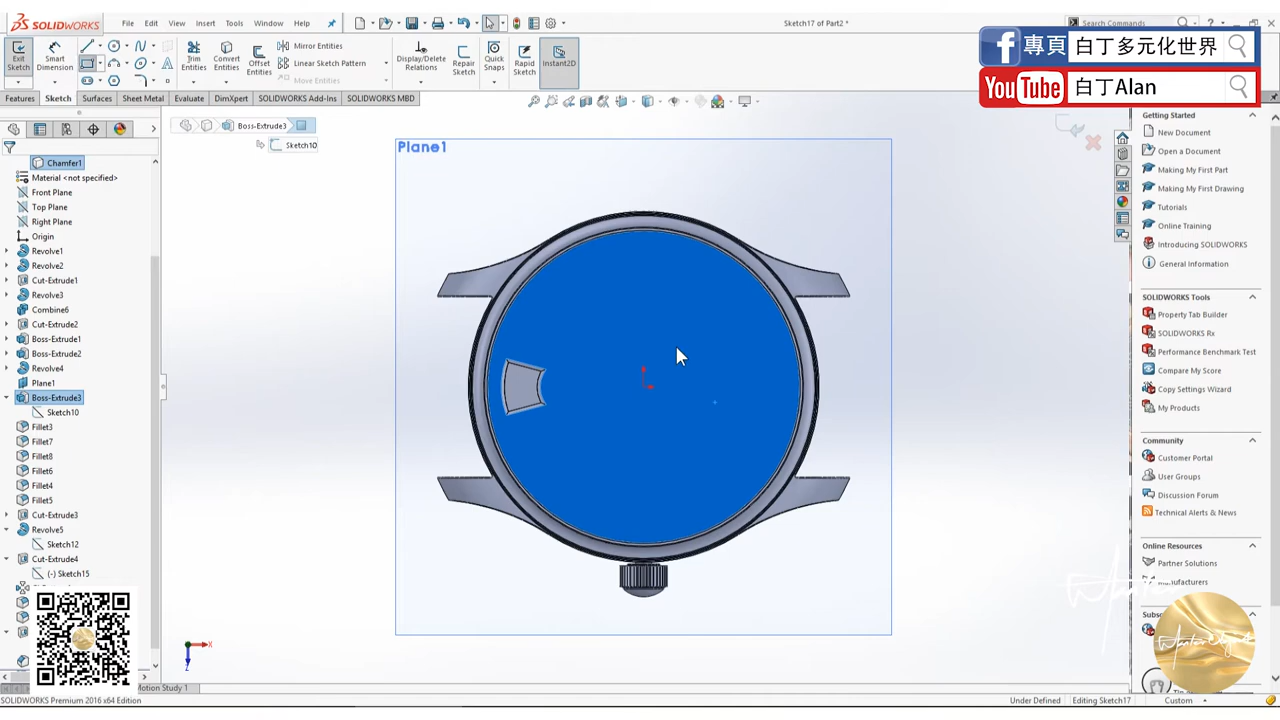 SOLIDWORKS
File Edit View Insert Tools Window Help
Sketch17 of Part2 *
Search Commands
Exit Sketch
Smart Dimension
Trim Entities
Convert Entities
Offset Entities
Mirror Entities
Linear Sketch Pattern
Move Entities
Display/Delete Relations
Repair Sketch
Quick Snaps
Rapid Sketch
Instant2D
專頁 白丁多元化世界
YouTube 白丁Alan
Features Sketch Surfaces Sheet Metal Evaluate DimXpert SOLIDWORKS Add-Ins SOLIDWORKS MBD
Boss-Extrude3
Sketch10
Plane1
Chamfer1
Material <not specified>
Front Plane
Top Plane
Right Plane
Origin
Revolve1
Revolve2
Cut-Extrude1
Revolve3
Combine6
Cut-Extrude2
Boss-Extrude1
Boss-Extrude2
Revolve4
Plane1
Boss-Extrude3
Sketch10
Fillet3
Fillet7
Fillet8
Fillet6
Fillet4
Fillet5
Cut-Extrude3
Revolve5
Sketch12
Cut-Extrude4
(-) Sketch15
X
Z
Getting Started
New Document
Open a Document
Making My First Part
Making My First Drawing
Tutorials
Online Training
Introducing SOLIDWORKS
General Information
SOLIDWORKS Tools
Property Tab Builder
SOLIDWORKS Rx
Performance Benchmark Test
Compare My Score
Copy Settings Wizard
My Products
Community
Customer Portal
User Groups
Discussion Forum
Technical Alerts & News
Online Resources
Partner Solutions
Manufacturers
Motion Study 1
SOLIDWORKS Premium 2016 x64 Edition
Under Defined Editing Sketch17 Custom